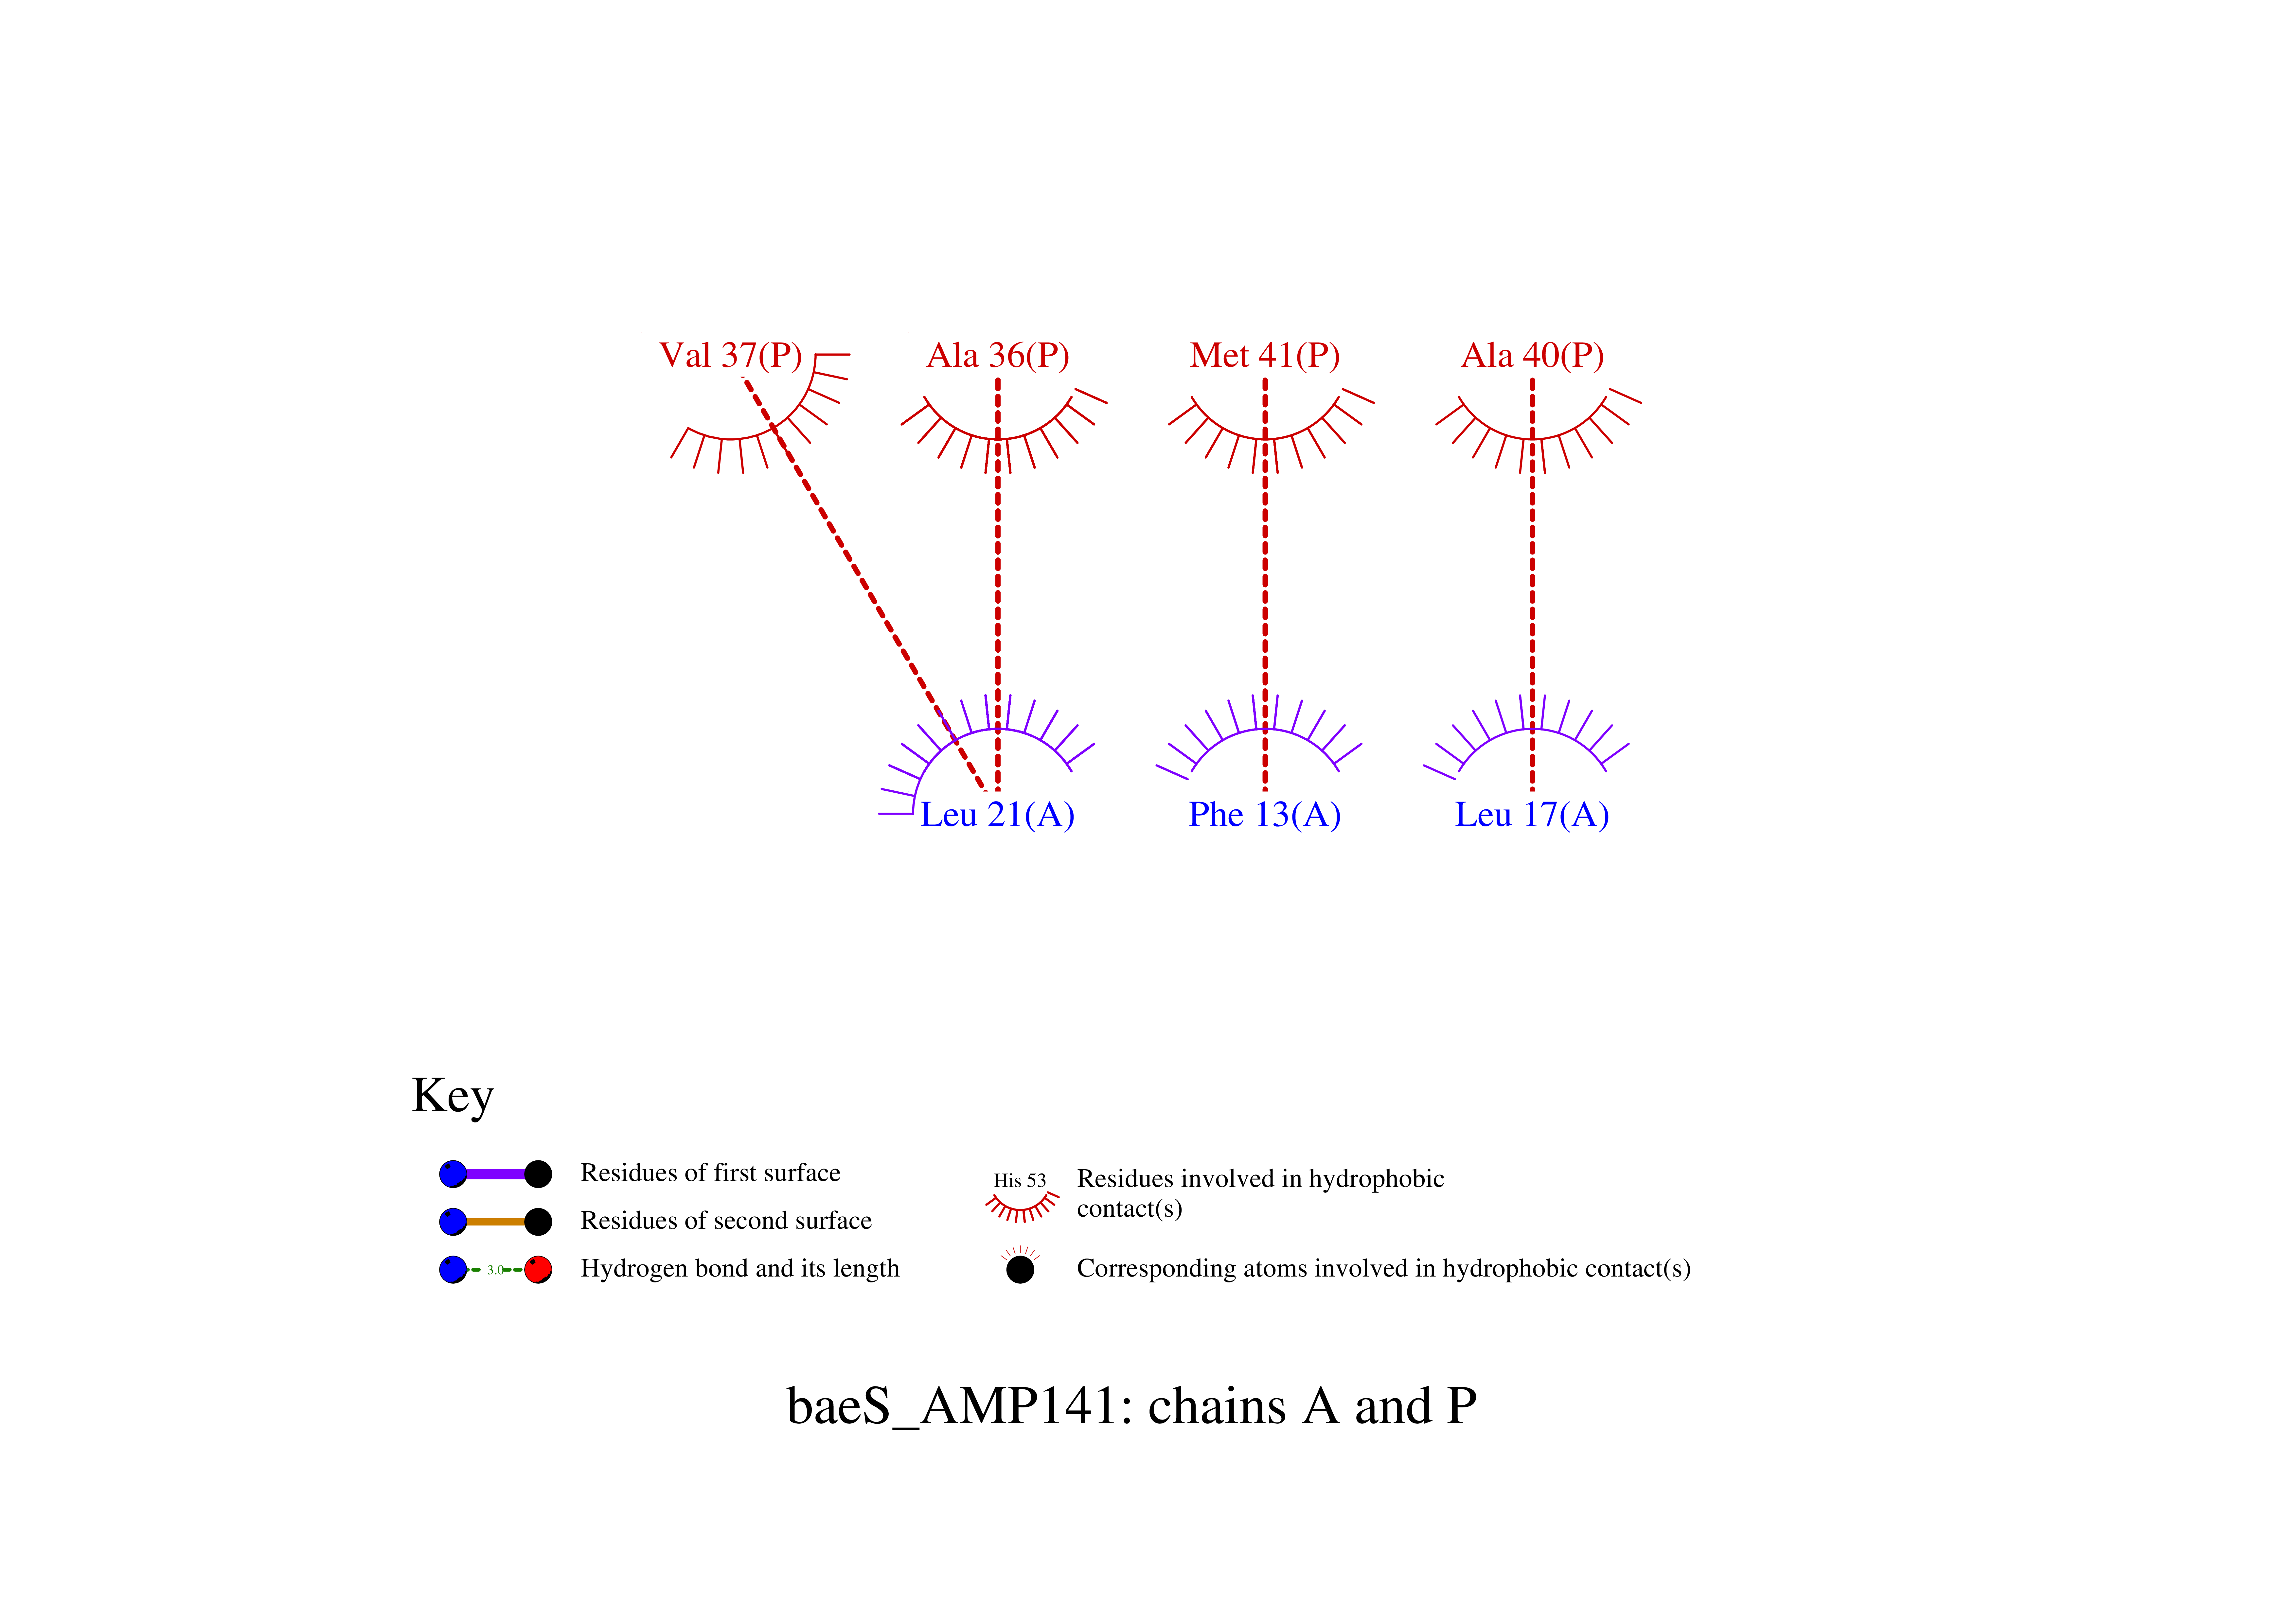 Val 37(P) Ala 36(P) Met 41(P) Ala 40(P)
Leu 21(A) Phe 13(A) Leu 17(A)
Key
Residues of first surface
Residues of second surface
3.0
Hydrogen bond and its length
His 53
Residues involved in hydrophobic
contact(s)
Corresponding atoms involved in hydrophobic contact(s)
baeS_AMP141: chains A and P